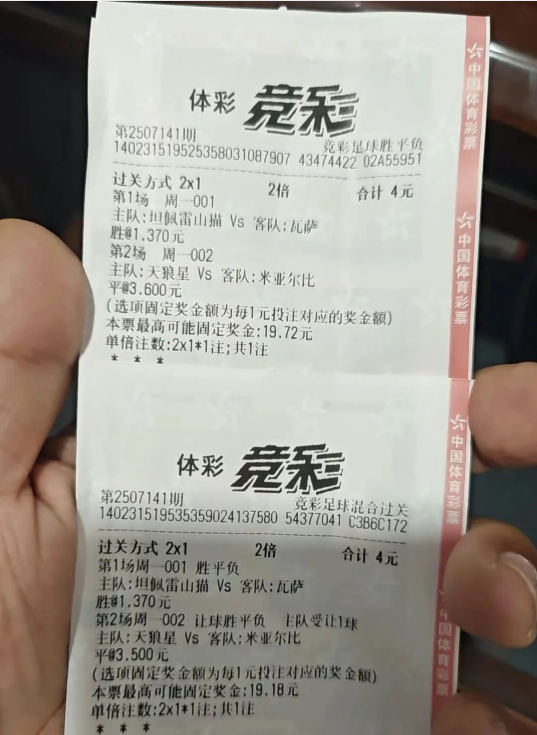 体彩 竞彩
第2507141期 竞彩足球胜平负
140231519525358031087907 43474422 02A55951
过关方式 2x1 2倍 合计 4元
第1场 周一001
主队:坦佩雷山猫 Vs 客队:瓦萨
胜@1.370元
第2场 周一002
主队:天狼星 Vs 客队:米亚尔比
平@3.600元
(选项固定奖金额为每1元投注对应的奖金额)
本票最高可能固定奖金:19.72元
单倍注数:2x1*1注;共1注
* * *
中国体育彩票
中国体育彩票
体彩 竞彩
第2507141期 竞彩足球混合过关
140231519535359024137580 54377041 C3B6C172
过关方式 2x1 2倍 合计 4元
第1场周一001 胜平负
主队:坦佩雷山猫 Vs 客队:瓦萨
胜@1.370元
第2场周一002 让球胜平负 主队受让1球
主队:天狼星 Vs 客队:米亚尔比
平@3.500元
(选项固定奖金额为每1元投注对应的奖金额)
本票最高可能固定奖金:19.18元
单倍注数:2x1*1注;共1注
* * *
中国体育彩票
中国体育彩票